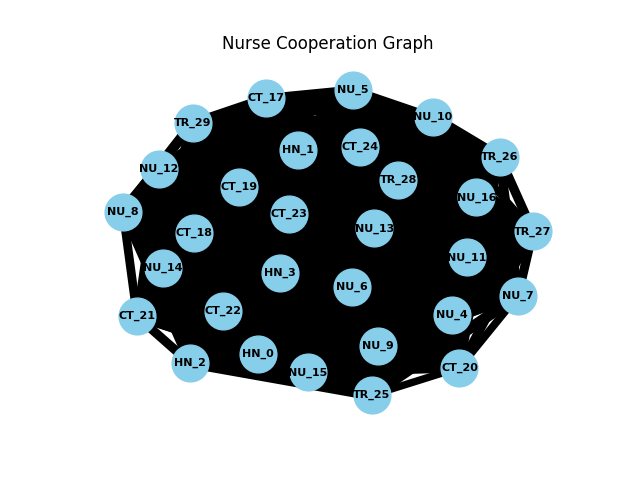 Nurse Cooperation Graph
NU_5
CT_17
NU_10
TR_29
CT_24
HN_1
TR_26
NU_12
TR_28
CT_19
NU_16
NU_8
CT_23
NU_13
TR_27
CT_18
NU_11
NU_14
HN_3
NU_6
NU_7
CT_22
NU_4
CT_21
NU_9
HN_0
HN_2
CT_20
NU_15
TR_25